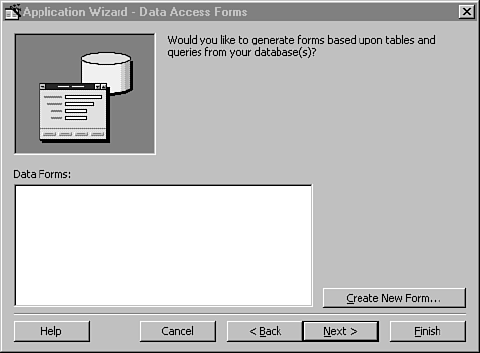 Application Wizard - Data Access Forms
Would you like to generate forms based upon tables and
queries from your database(s)?
Data Forms:
Create New Form...
Help
Cancel
< Back
Next >
Finish